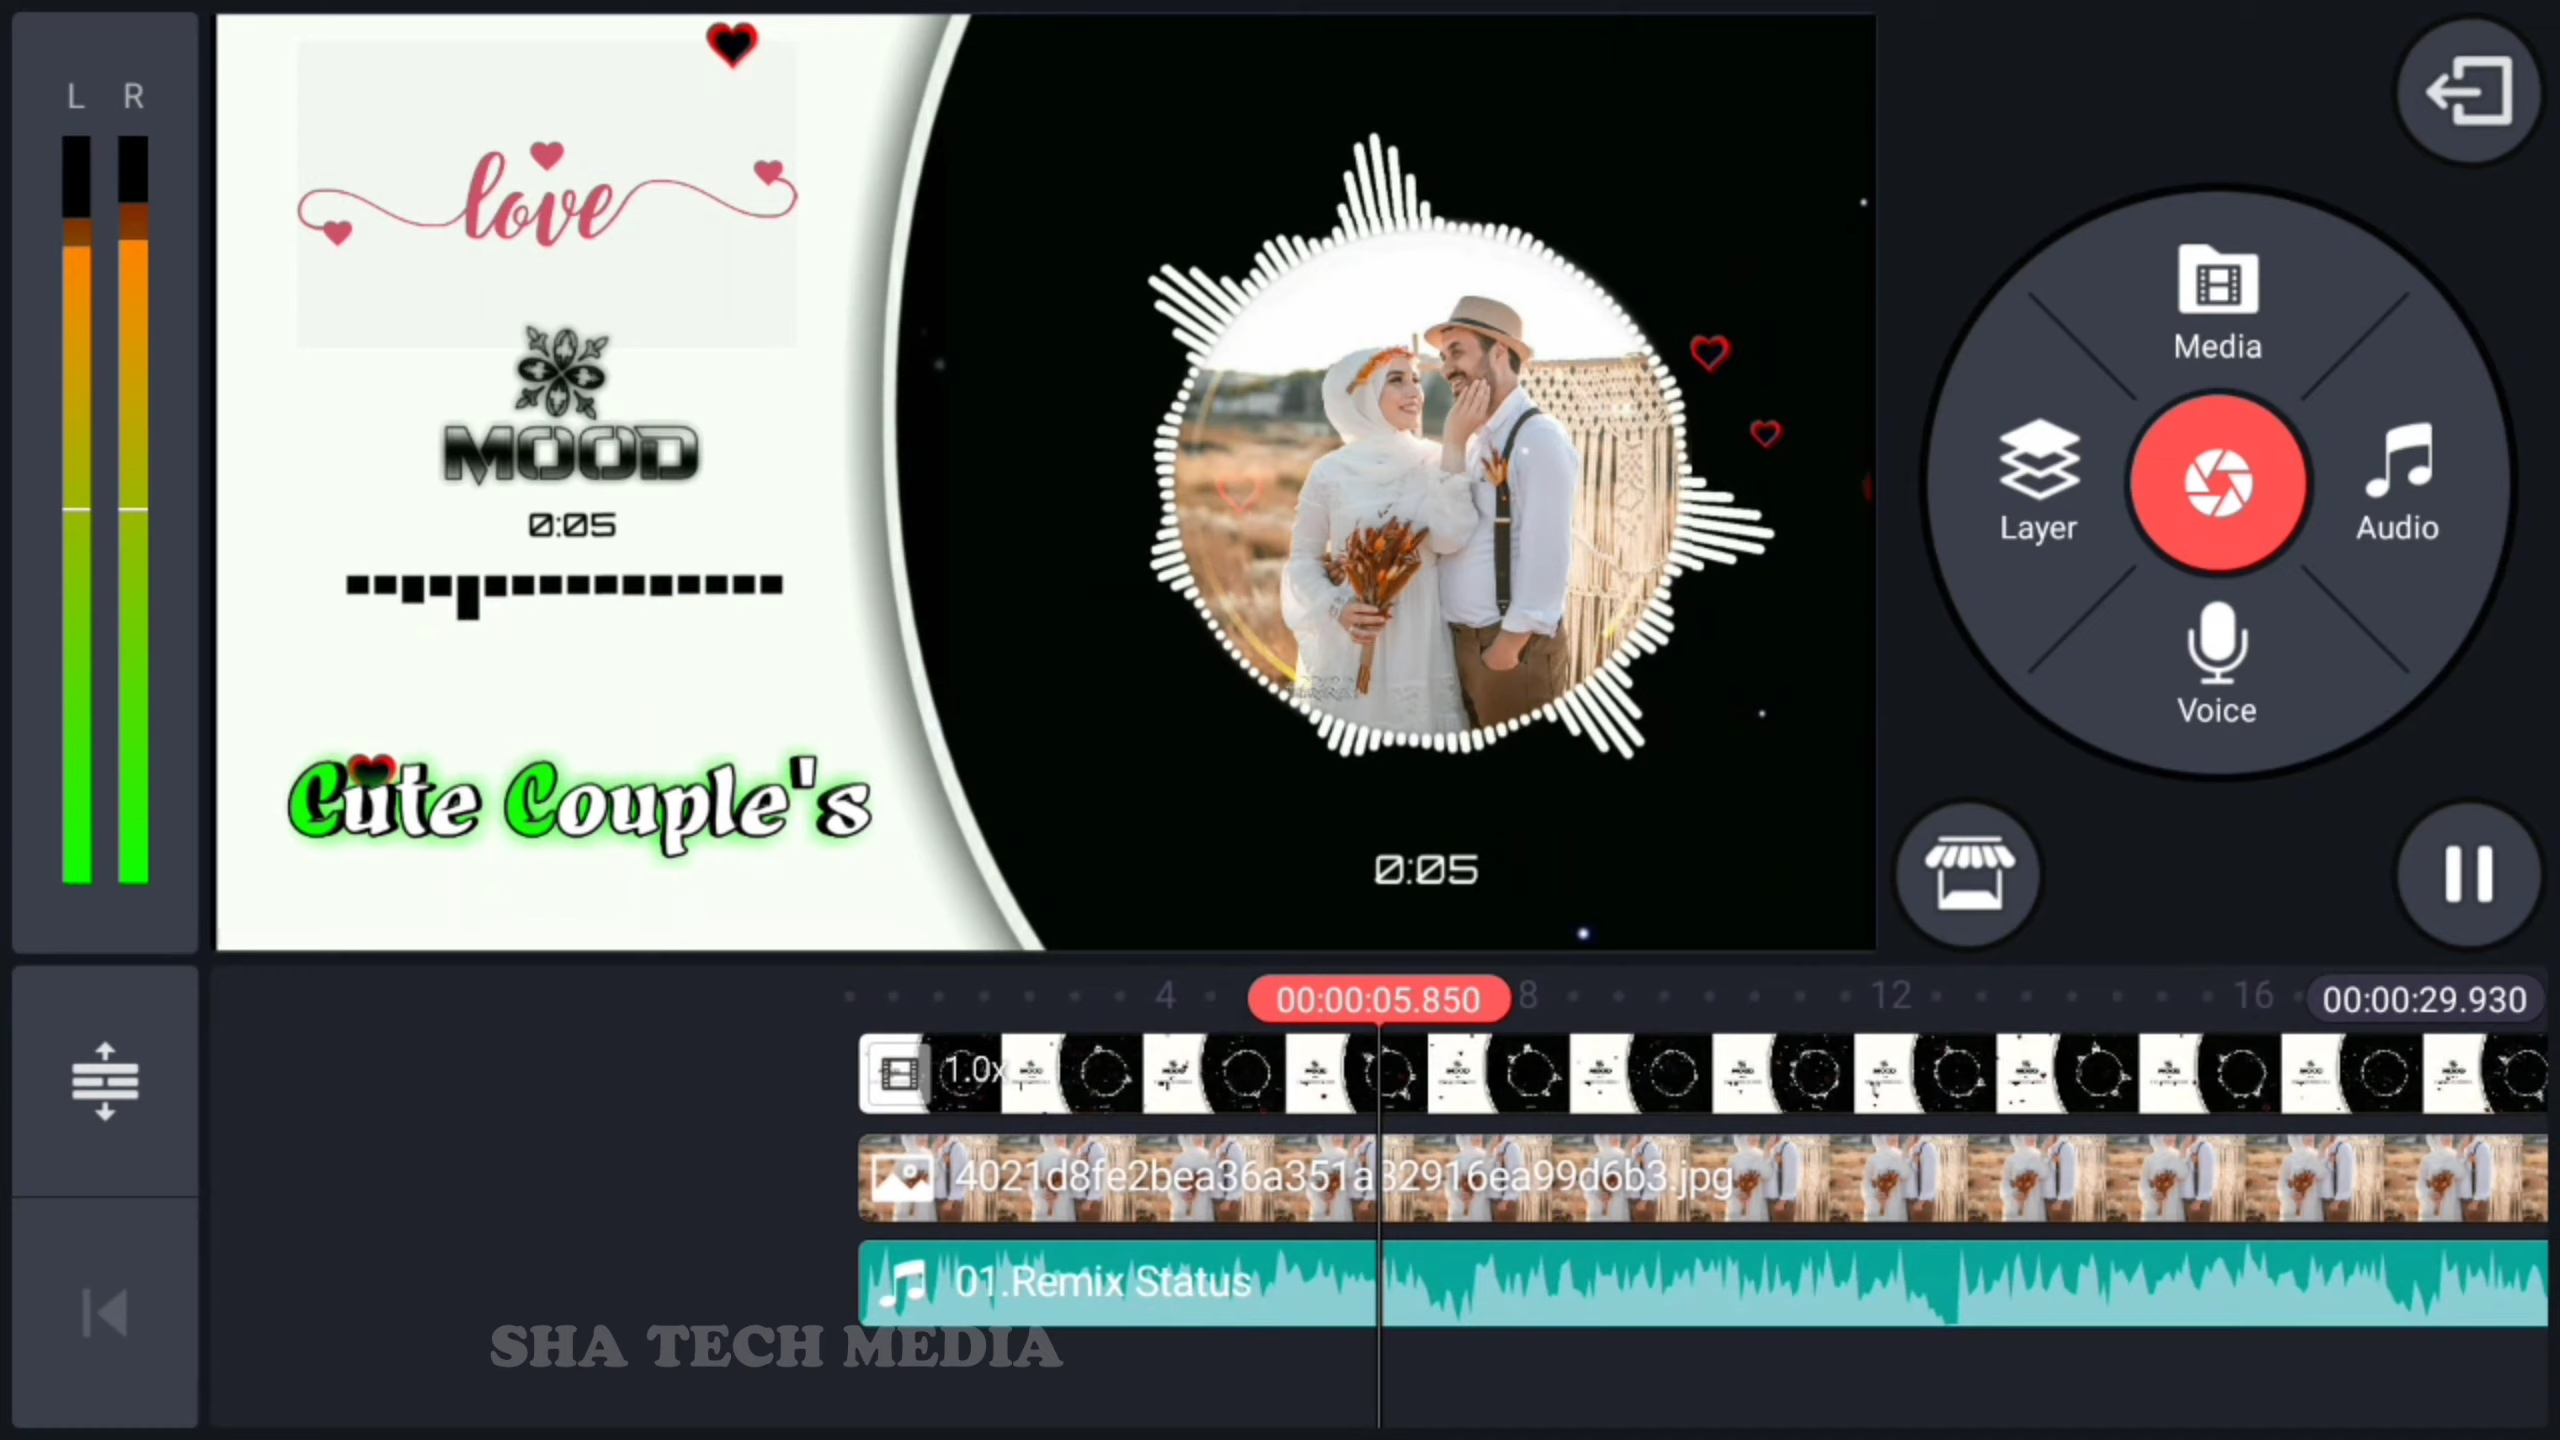 L R
love
MOOD
0:05
Cute Couple's
0:05
Media
Layer
Audio
Voice
4
00:00:05.850
8
12
16
00:00:29.930
1.0x
4021d8fe2bea36a351a32916ea99d6b3.jpg
01.Remix Status
SHA TECH MEDIA